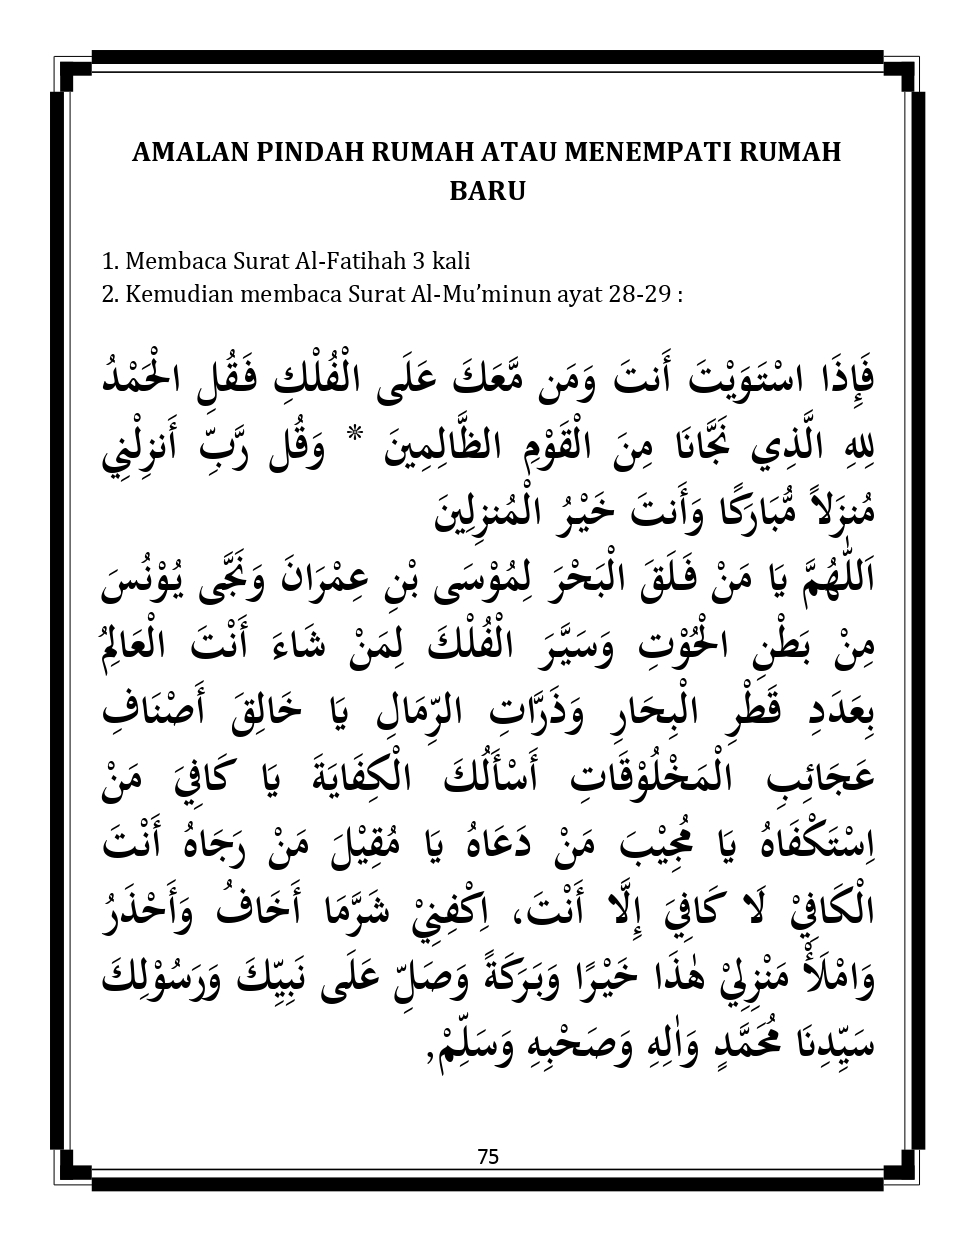 AMALAN PINDAH RUMAH ATAU MENEMPATI RUMAH
BARU
1. Membaca Surat Al-Fatihah 3 kali
2. Kemudian membaca Surat Al-Mu’minun ayat 28-29 :
فَإِذَا اسْتَوَيْتَ أَنتَ وَمَن مَّعَكَ عَلَى الْفُلْكِ فَقُلِ الْحَمْدُ
لِلهِ الَّذِي نَجَّانَا مِنَ الْقَوْمِ الظَّالِمِينَ * وَقُل رَّبِّ أَنزِلْنِي
مُنزَلاً مُّبَارَكًا وَأَنتَ خَيْرُ الْمُنزِلِينَ
اَللّٰهُمَّ يَا مَنْ فَلَقَ الْبَحْرَ لِمُوْسَى بْنِ عِمْرَانَ وَنَجَّى يُوْنُسَ
مِنْ بَطْنِ الْحُوْتِ وَسَيَّرَ الْفُلْكَ لِمَنْ شَاءَ أَنْتَ الْعَالِمُ
بِعَدَدِ قَطْرِ الْبِحَارِ وَذَرَّاتِ الرِّمَالِ يَا خَالِقَ أَصْنَافِ
عَجَائِبِ الْمَخْلُوْقَاتِ أَسْأَلُكَ الْكِفَايَةَ يَا كَافِيَ مَنْ
اِسْتَكْفَاهُ يَا مُجِيْبَ مَنْ دَعَاهُ يَا مُقِيْلَ مَنْ رَجَاهُ أَنْتَ
الْكَافِيْ لَا كَافِيَ إِلَّا أَنْتَ، اِكْفِنِيْ شَرَّمَا أَخَافُ وَأَحْذَرُ
وَامْلَأْ مَنْزِلِيْ هٰذَا خَيْرًا وَبَرَكَةً وَصَلِّ عَلَى نَبِيِّكَ وَرَسُوْلِكَ
سَيِّدِنَا مُحَمَّدٍ وَاٰلِهِ وَصَحْبِهِ وَسَلِّمْ,
75